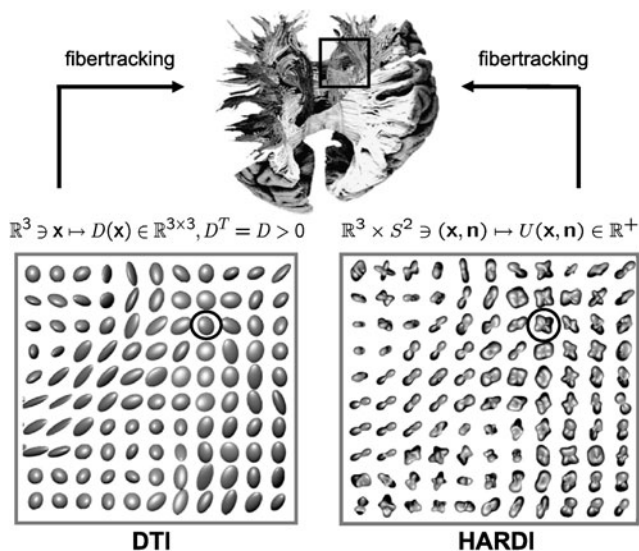 fibertracking
fibertracking
ℝ³ ∋ x ↦ D(x) ∈ ℝ³ˣ³, Dᵀ = D > 0
ℝ³ × S² ∋ (x, n) ↦ U(x, n) ∈ ℝ⁺
DTI
HARDI